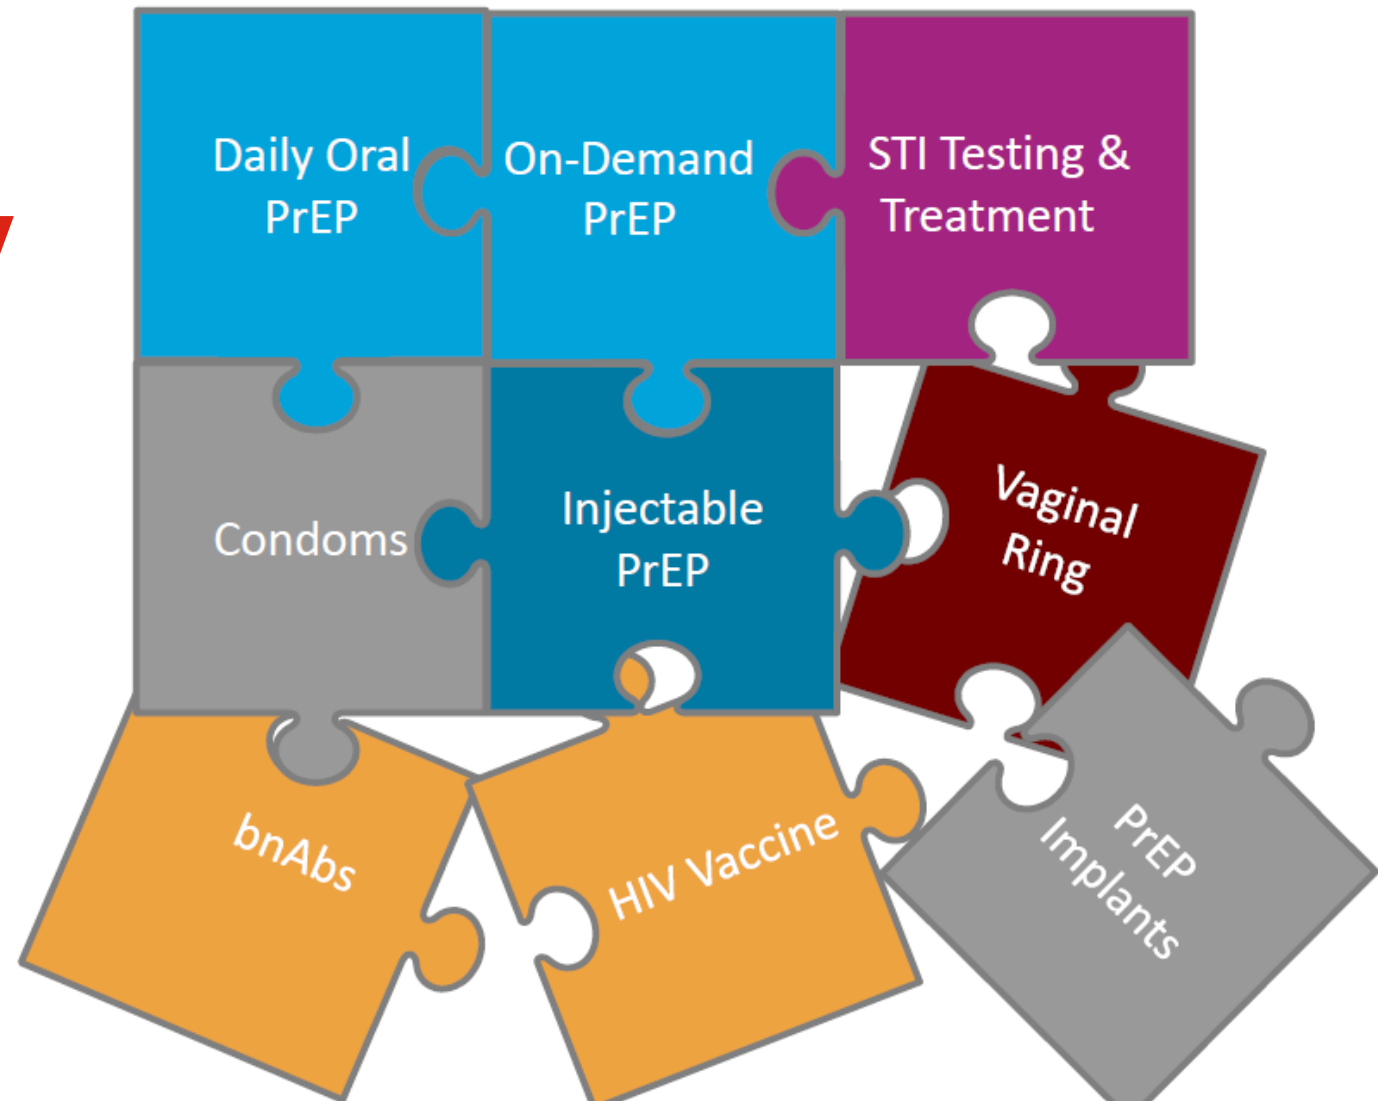 Daily Oral
PrEP
On-Demand
PrEP
STI Testing &
Treatment
Condoms
Injectable
PrEP
Vaginal
Ring
bnAbs
HIV Vaccine
PrEP
Implants